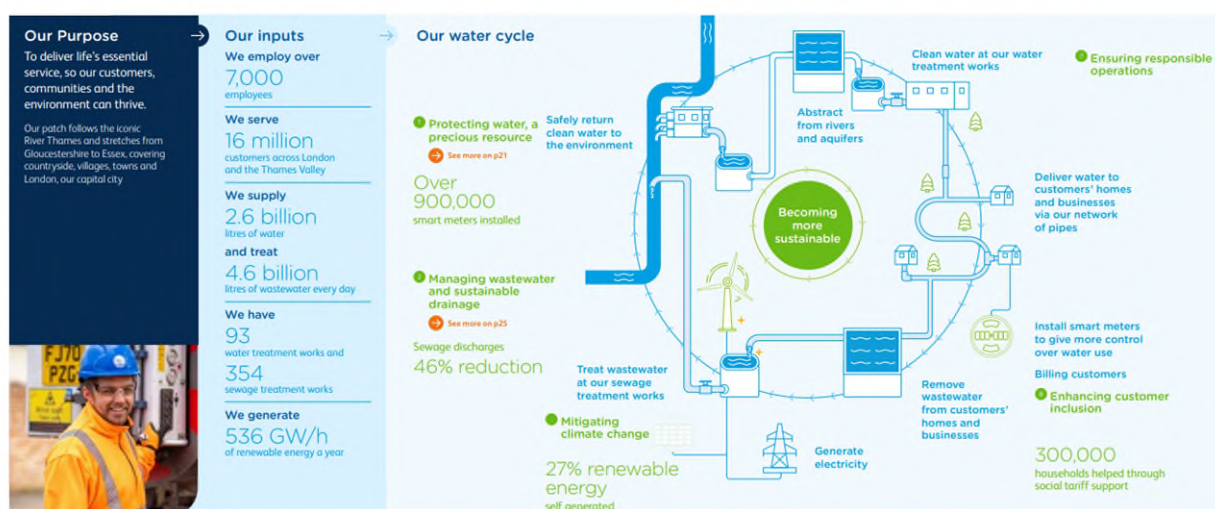 Our Purpose
To deliver life's essential
service, so our customers,
communities and the
environment can thrive.
Our patch follows the iconic
River Thames and stretches from
Gloucestershire to Essex, covering
countryside, villages, towns and
London, our capital city
FJ70
PZG
Our inputs
We employ over
7,000
employees
We serve
16 million
customers across London
and the Thames Valley
We supply
2.6 billion
litres of water
and treat
4.6 billion
litres of wastewater every day
We have
93
water treatment works and
354
sewage treatment works
We generate
536 GW/h
of renewable energy a year
Our water cycle
1 Protecting water, a
precious resource
See more on p21
Over
900,000
smart meters installed
2 Managing wastewater
and sustainable
drainage
See more on p25
Sewage discharges
46% reduction
Safely return
clean water to
the environment
Abstract
from rivers
and aquifers
Clean water at our water
treatment works
Ensuring responsible
operations
Becoming
more
sustainable
Deliver water to
customers' homes
and businesses
via our network
of pipes
Install smart meters
to give more control
over water use
Billing customers
Enhancing customer
inclusion
300,000
households helped through
social tariff support
Remove
wastewater
from customers'
homes and
businesses
Treat wastewater
at our sewage
treatment works
Mitigating
climate change
27% renewable
energy
self generated
Generate
electricity